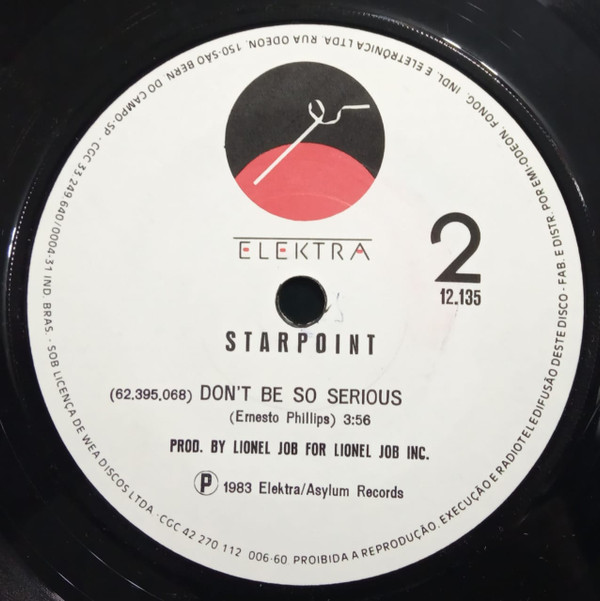 ELEKTRA
2
12.135
STARPOINT
(62.395.068) DON'T BE SO SERIOUS
(Ernesto Phillips) 3:56
PROD. BY LIONEL JOB FOR LIONEL JOB INC.
Ⓟ 1983 Elektra/Asylum Records
PROIBIDA A REPRODUÇÃO, EXECUÇÃO E RADIOTELEDIFUSÃO DESTE DISCO - FAB. E DISTR. POR EMI-ODEON. FONOG. INDL. E ELETRÔNICA LTDA. RUA ODEON, 150-SÃO BERN. DO CAMPO-SP - CGC 33 249 640/0004-31 IND. BRAS. - SOB LICENÇA DE WEA DISCOS LTDA - CGC 42 270 112 006-60